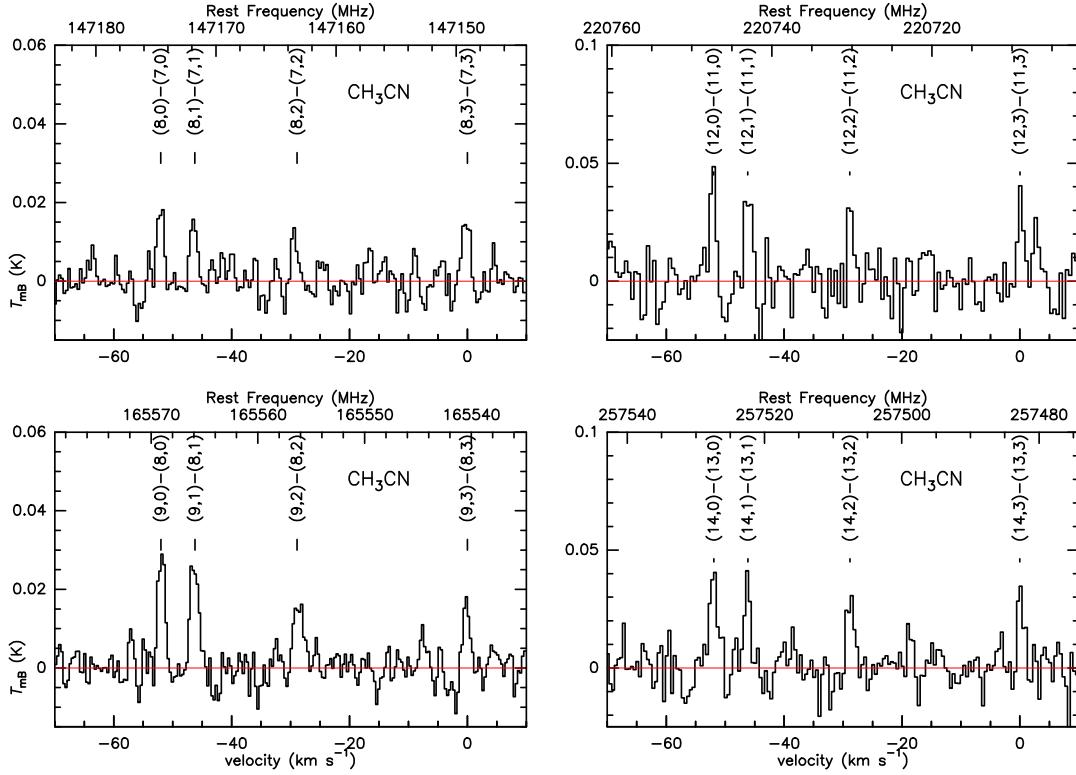 Rest Frequency (MHz)
147180 147170 147160 147150
0.06
0.04
0.02
0
T_mB (K)
(8,0)−(7,0)
(8,1)−(7,1)
(8,2)−(7,2)
(8,3)−(7,3)
CH₃CN
−60 −40 −20 0
Rest Frequency (MHz)
220760 220740 220720
0.1
0.05
0
(12,0)−(11,0)
(12,1)−(11,1)
(12,2)−(11,2)
(12,3)−(11,3)
CH₃CN
−60 −40 −20 0
Rest Frequency (MHz)
165570 165560 165550 165540
0.06
0.04
0.02
0
T_mB (K)
(9,0)−(8,0)
(9,1)−(8,1)
(9,2)−(8,2)
(9,3)−(8,3)
CH₃CN
−60 −40 −20 0
velocity (km s⁻¹)
Rest Frequency (MHz)
257540 257520 257500 257480
0.1
0.05
0
(14,0)−(13,0)
(14,1)−(13,1)
(14,2)−(13,2)
(14,3)−(13,3)
CH₃CN
−60 −40 −20 0
velocity (km s⁻¹)